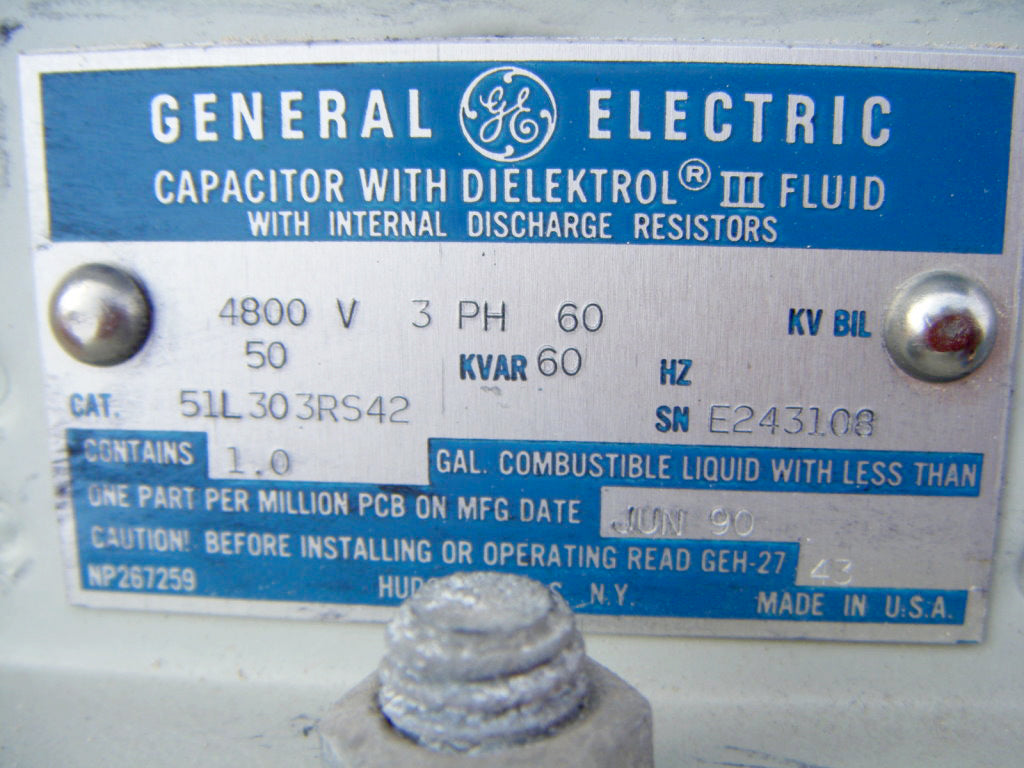 GENERAL GE ELECTRIC
CAPACITOR WITH DIELEKTROL® III FLUID
WITH INTERNAL DISCHARGE RESISTORS
4800 V 3 PH 60 KV BIL
50 KVAR 60 HZ
CAT. 51L303RS42 SN E243108
CONTAINS 1.0 GAL. COMBUSTIBLE LIQUID WITH LESS THAN
ONE PART PER MILLION PCB ON MFG. DATE JUN 90
CAUTION! BEFORE INSTALLING OR OPERATING READ GEH-27 43
NP267259 N.Y. MADE IN U.S.A.